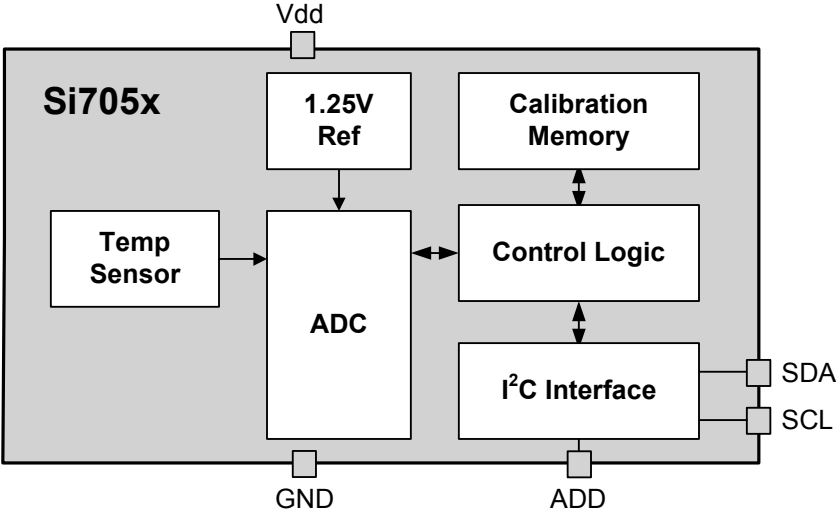 Vdd
Si705x
1.25V
Ref
Calibration
Memory
Temp
Sensor
ADC
Control Logic
I²C Interface
SDA
SCL
GND
ADD